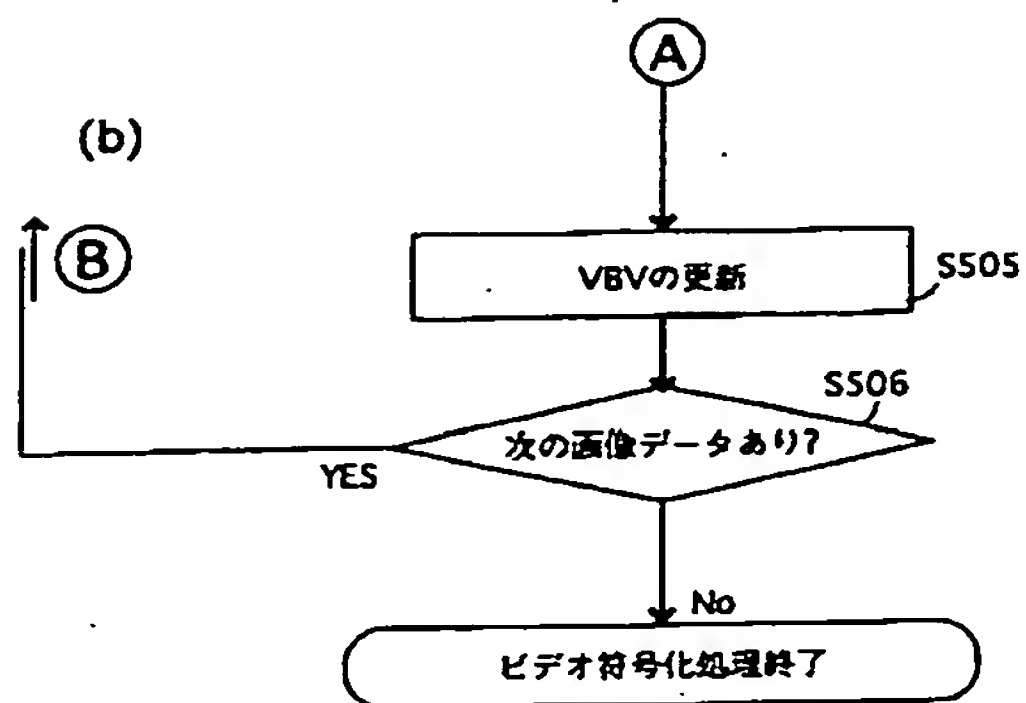 A
(b)
B
VBVの更新
S505
S506
次の画像データあり?
YES
No
ビデオ符号化処理終了